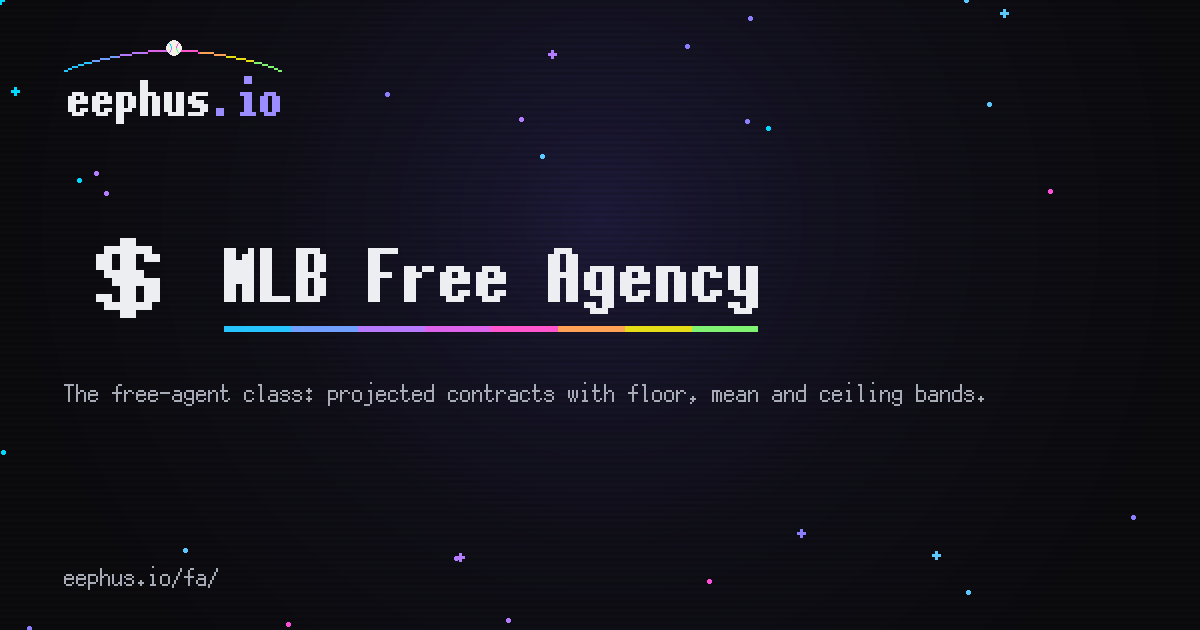 eephus.io
$ MLB Free Agency
The free-agent class: projected contracts with floor, mean and ceiling bands.
eephus.io/fa/